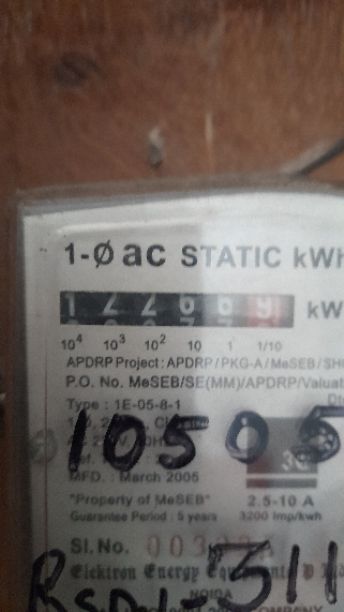 1-Ø ac STATIC kWh
1 2 2 6 6 9 kW
10⁴ 10³ 10² 10 1 1/10
APDRP Project : APDRP / PKG-A / MeSEB / SH
P.O. No. MeSEB/SE(MM)/APDRP/Valuat
Type : 1E-05-8-1
10505
MFD. : March 2005
"Property of MeSEB" 2.5-10 A
Guarantee Period : 5 years 3200 Imp/kwh
Sl. No. 003
Elektron Energy
NOIDA
311